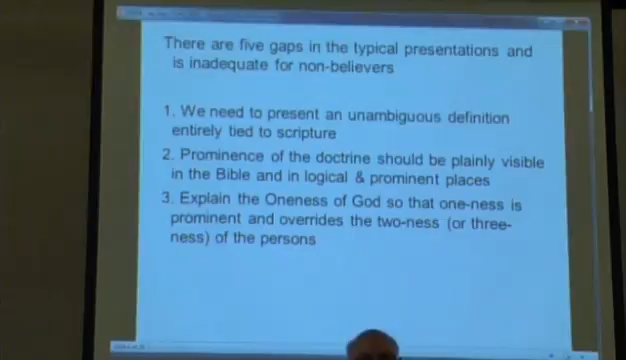 There are five gaps in the typical presentations and
is inadequate for non-believers
1. We need to present an unambiguous definition
entirely tied to scripture
2. Prominence of the doctrine should be plainly visible
in the Bible and in logical & prominent places
3. Explain the Oneness of God so that one-ness is
prominent and overrides the two-ness (or three-
ness) of the persons